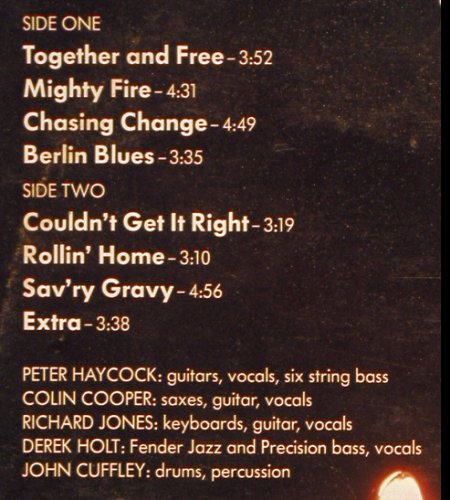 SIDE ONE
Together and Free – 3:52
Mighty Fire – 4:31
Chasing Change – 4:49
Berlin Blues – 3:35
SIDE TWO
Couldn't Get It Right – 3:19
Rollin' Home – 3:10
Sav'ry Gravy – 4:56
Extra – 3:38
PETER HAYCOCK: guitars, vocals, six string bass
COLIN COOPER: saxes, guitar, vocals
RICHARD JONES: keyboards, guitar, vocals
DEREK HOLT: Fender Jazz and Precision bass, vocals
JOHN CUFFLEY: drums, percussion